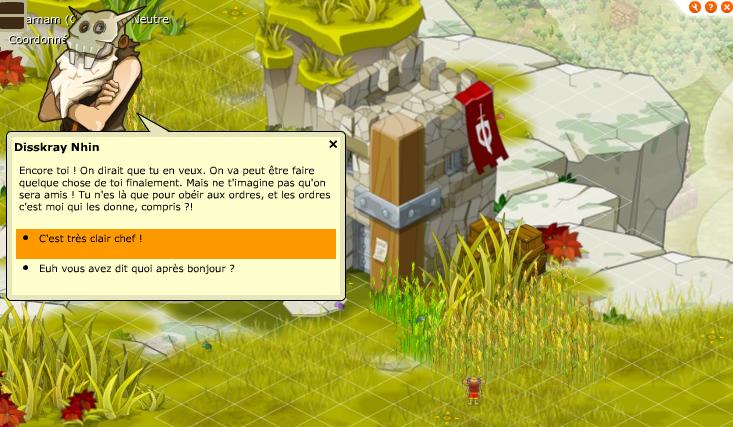 Neutre
Coordonné
Disskray Nhin
Encore toi ! On dirait que tu en veux. On va peut être faire
quelque chose de toi finalement. Mais ne t'imagine pas qu'on
sera amis ! Tu n'es là que pour obéir aux ordres, et les ordres
c'est moi qui les donne, compris ?!
C'est très clair chef !
Euh vous avez dit quoi après bonjour ?